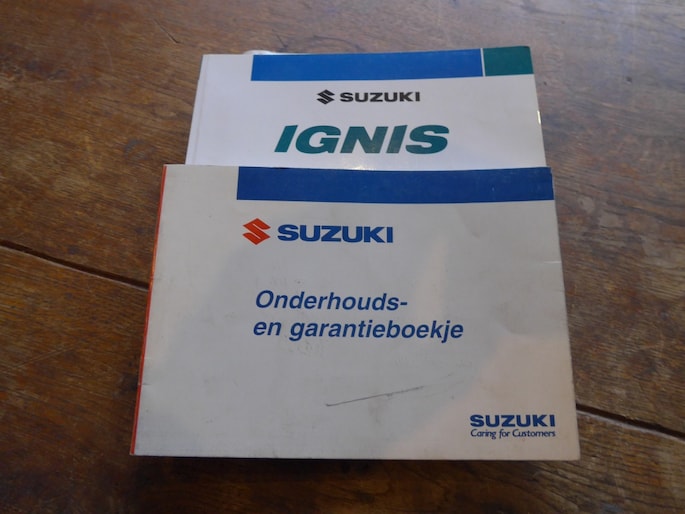 SUZUKI
IGNIS
SUZUKI
Onderhouds-
en garantieboekje
SUZUKI
Caring for Customers